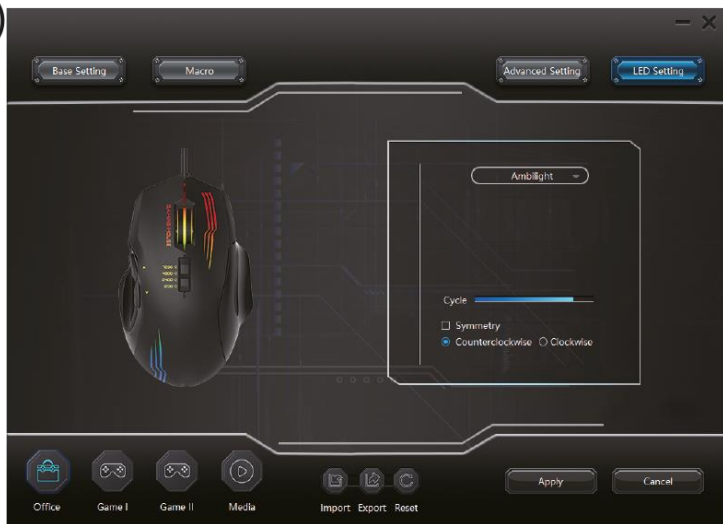 )
Base Setting
Macro
Advanced Setting
LED Setting
Ambilight
Cycle
Symmetry
Counterclockwise Clockwise
Office
Game I
Game II
Media
Import Export Reset
Apply
Cancel